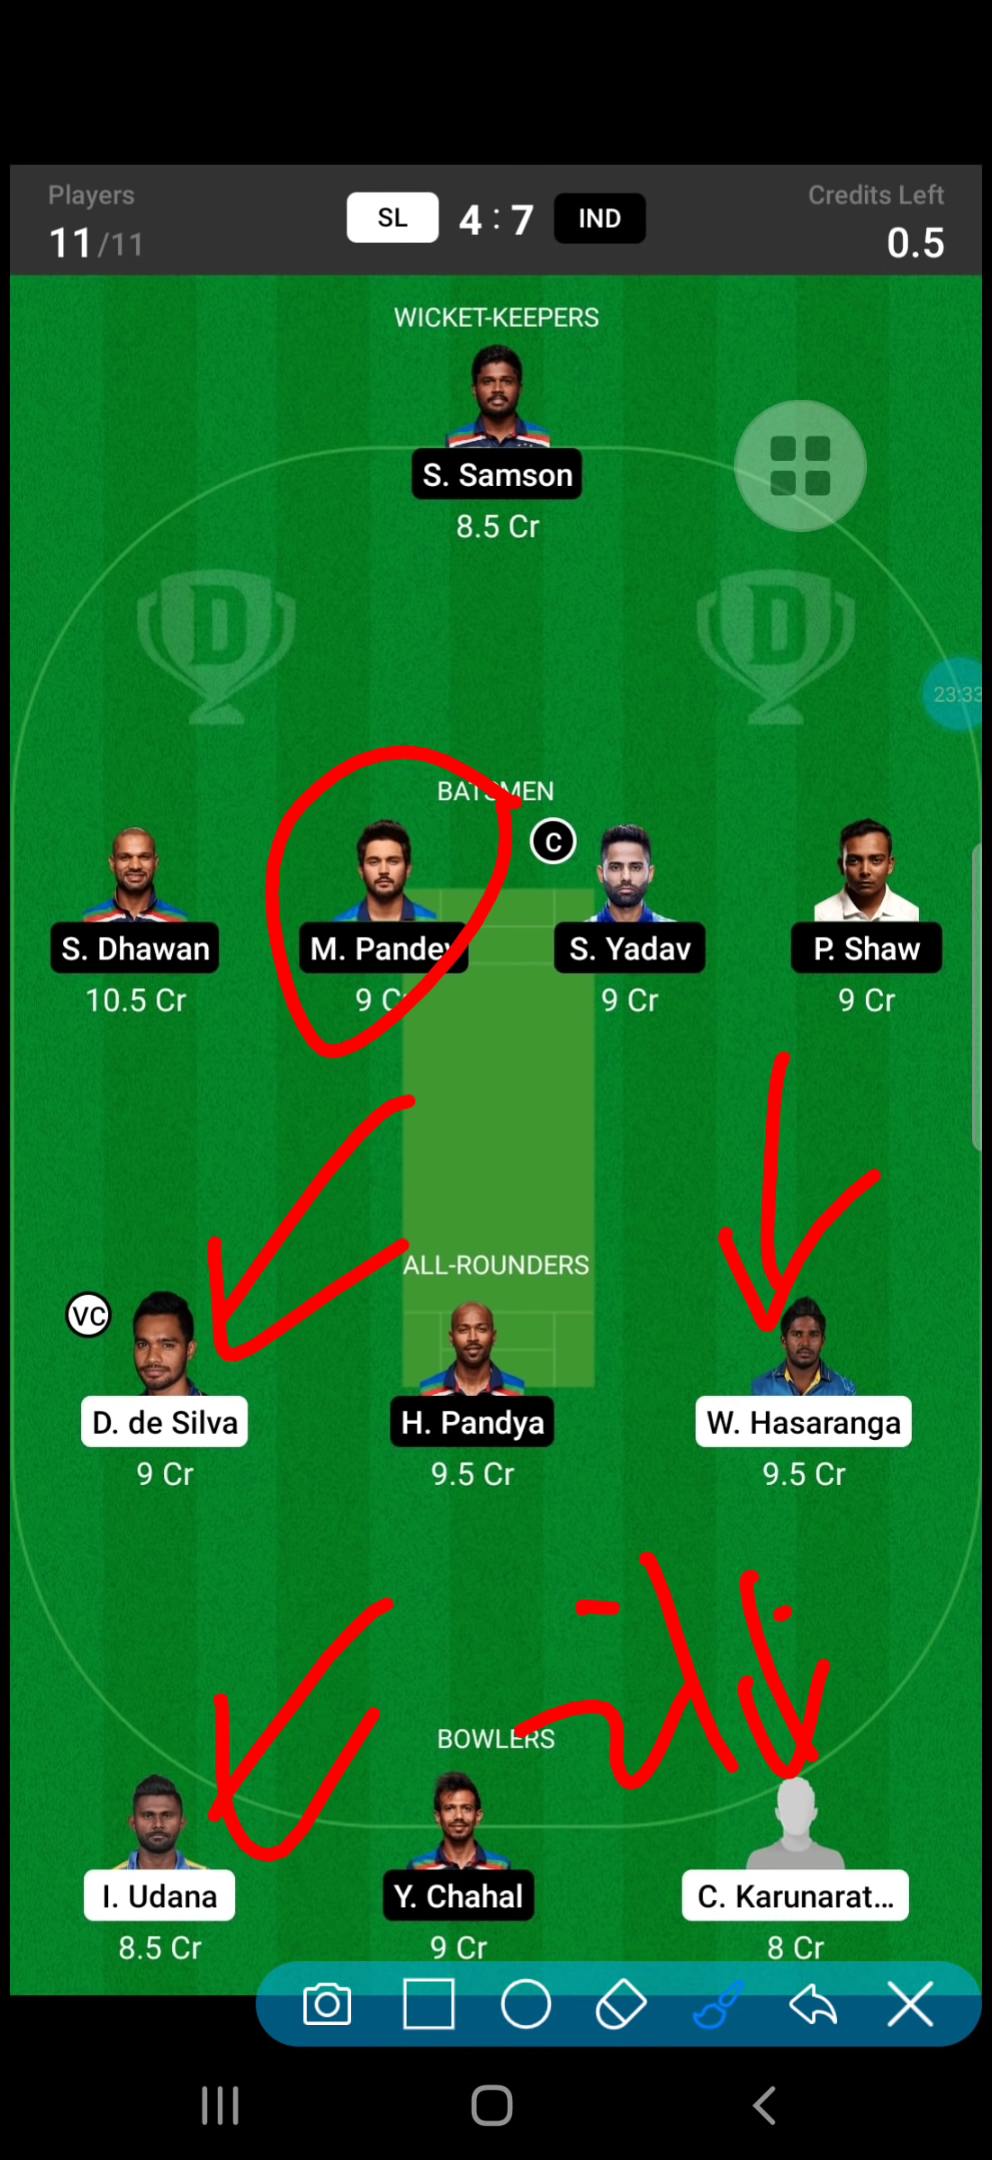 Players
Credits Left
11/11
SL 4 : 7 IND
0.5
WICKET-KEEPERS
S. Samson
8.5 Cr
D D
23:33
BATSMEN
C
S. Dhawan M. Pandey S. Yadav P. Shaw
10.5 Cr 9 Cr 9 Cr 9 Cr
ALL-ROUNDERS
VC
D. de Silva H. Pandya W. Hasaranga
9 Cr 9.5 Cr 9.5 Cr
BOWLERS
I. Udana Y. Chahal C. Karunarat...
8.5 Cr 9 Cr 8 Cr